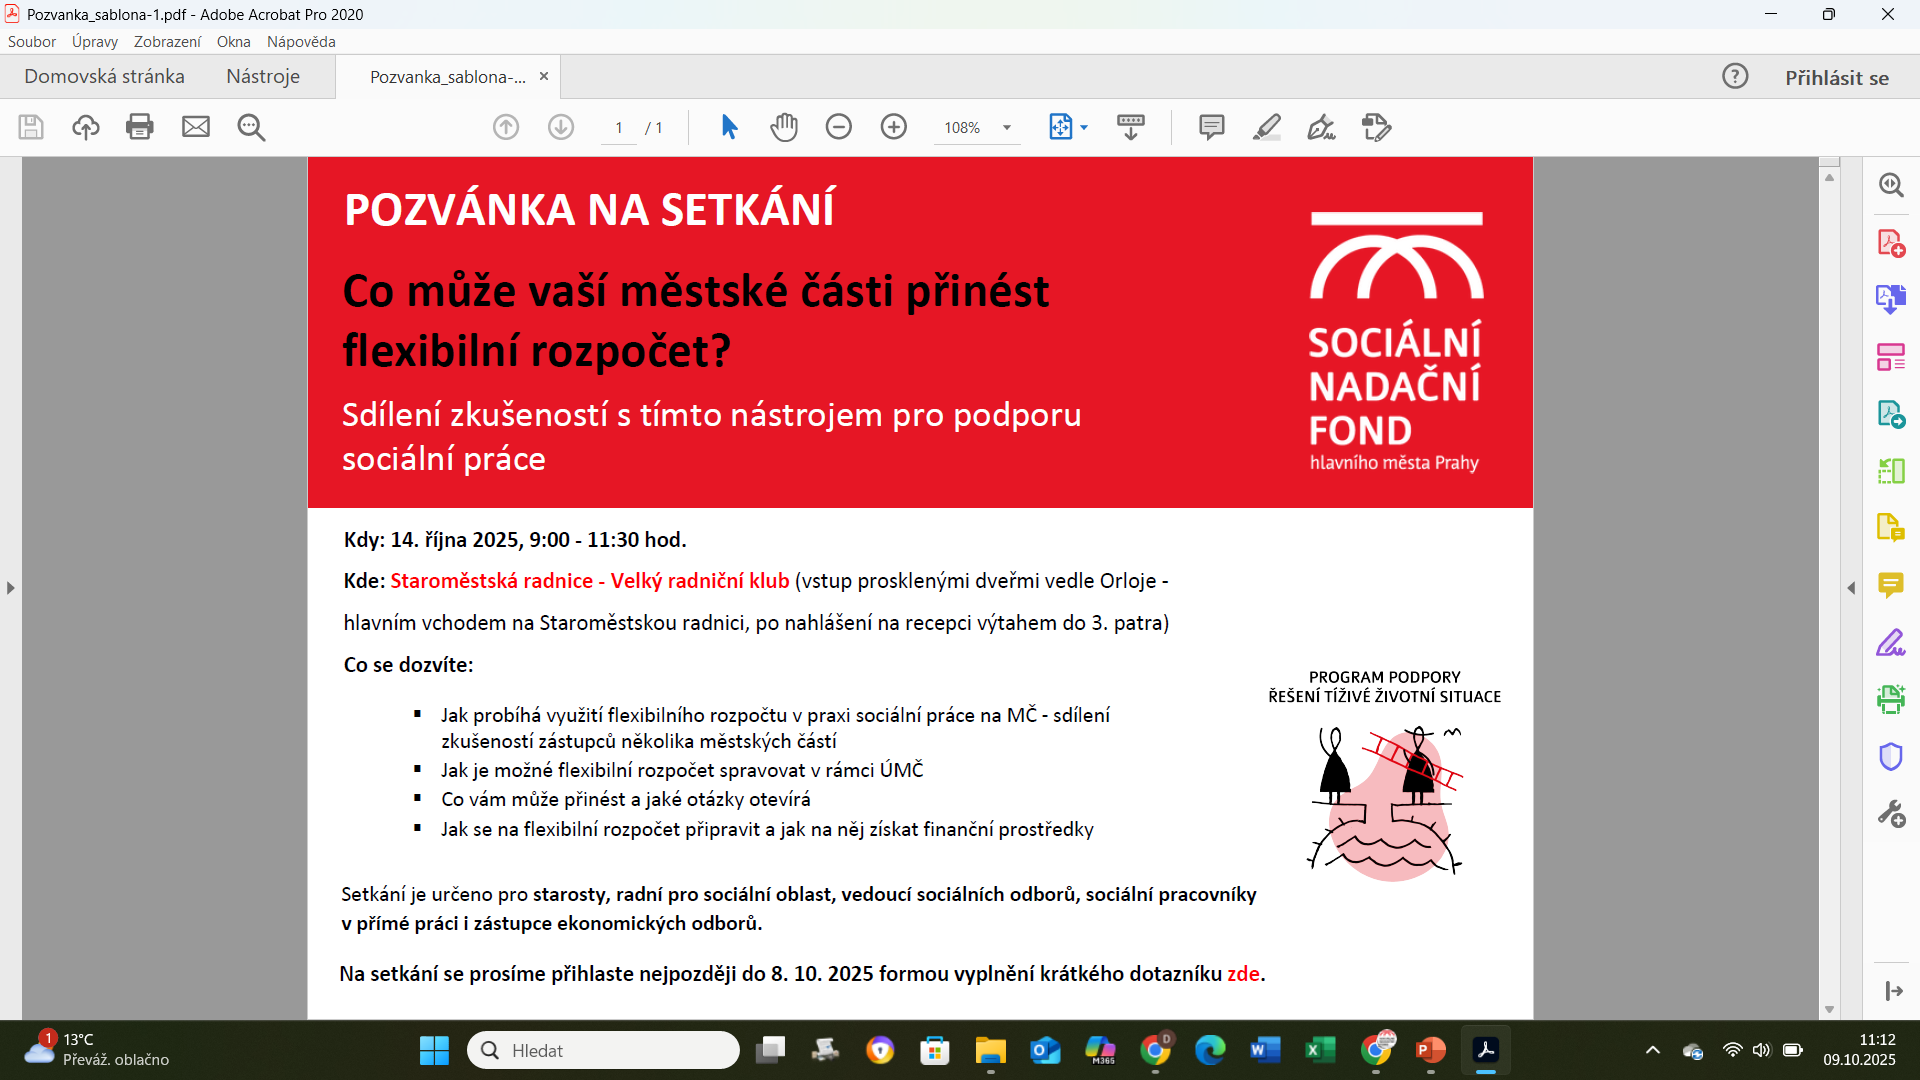 Pozvanka_sablona-1.pdf - Adobe Acrobat Pro 2020
Soubor Úpravy Zobrazení Okna Nápověda
Domovská stránka Nástroje Pozvanka_sablona-... × ? Přihlásit se
1 / 1 108%
POZVÁNKA NA SETKÁNÍ
Co může vaší městské části přinést
flexibilní rozpočet?
Sdílení zkušeností s tímto nástrojem pro podporu
sociální práce
SOCIÁLNÍ
NADAČNÍ
FOND
hlavního města Prahy
Kdy: 14. října 2025, 9:00 - 11:30 hod.
Kde: Staroměstská radnice - Velký radniční klub (vstup prosklenými dveřmi vedle Orloje -
hlavním vchodem na Staroměstskou radnici, po nahlášení na recepci výtahem do 3. patra)
Co se dozvíte:
▪ Jak probíhá využití flexibilního rozpočtu v praxi sociální práce na MČ - sdílení
zkušeností zástupců několika městských částí
▪ Jak je možné flexibilní rozpočet spravovat v rámci ÚMČ
▪ Co vám může přinést a jaké otázky otevírá
▪ Jak se na flexibilní rozpočet připravit a jak na něj získat finanční prostředky
PROGRAM PODPORY
ŘEŠENÍ TÍŽIVÉ ŽIVOTNÍ SITUACE
Setkání je určeno pro starosty, radní pro sociální oblast, vedoucí sociálních odborů, sociální pracovníky
v přímé práci i zástupce ekonomických odborů.
Na setkání se prosíme přihlaste nejpozději do 8. 10. 2025 formou vyplnění krátkého dotazníku zde.
1 13°C
Převáž. oblačno
Hledat
M365
D
11:12
09.10.2025